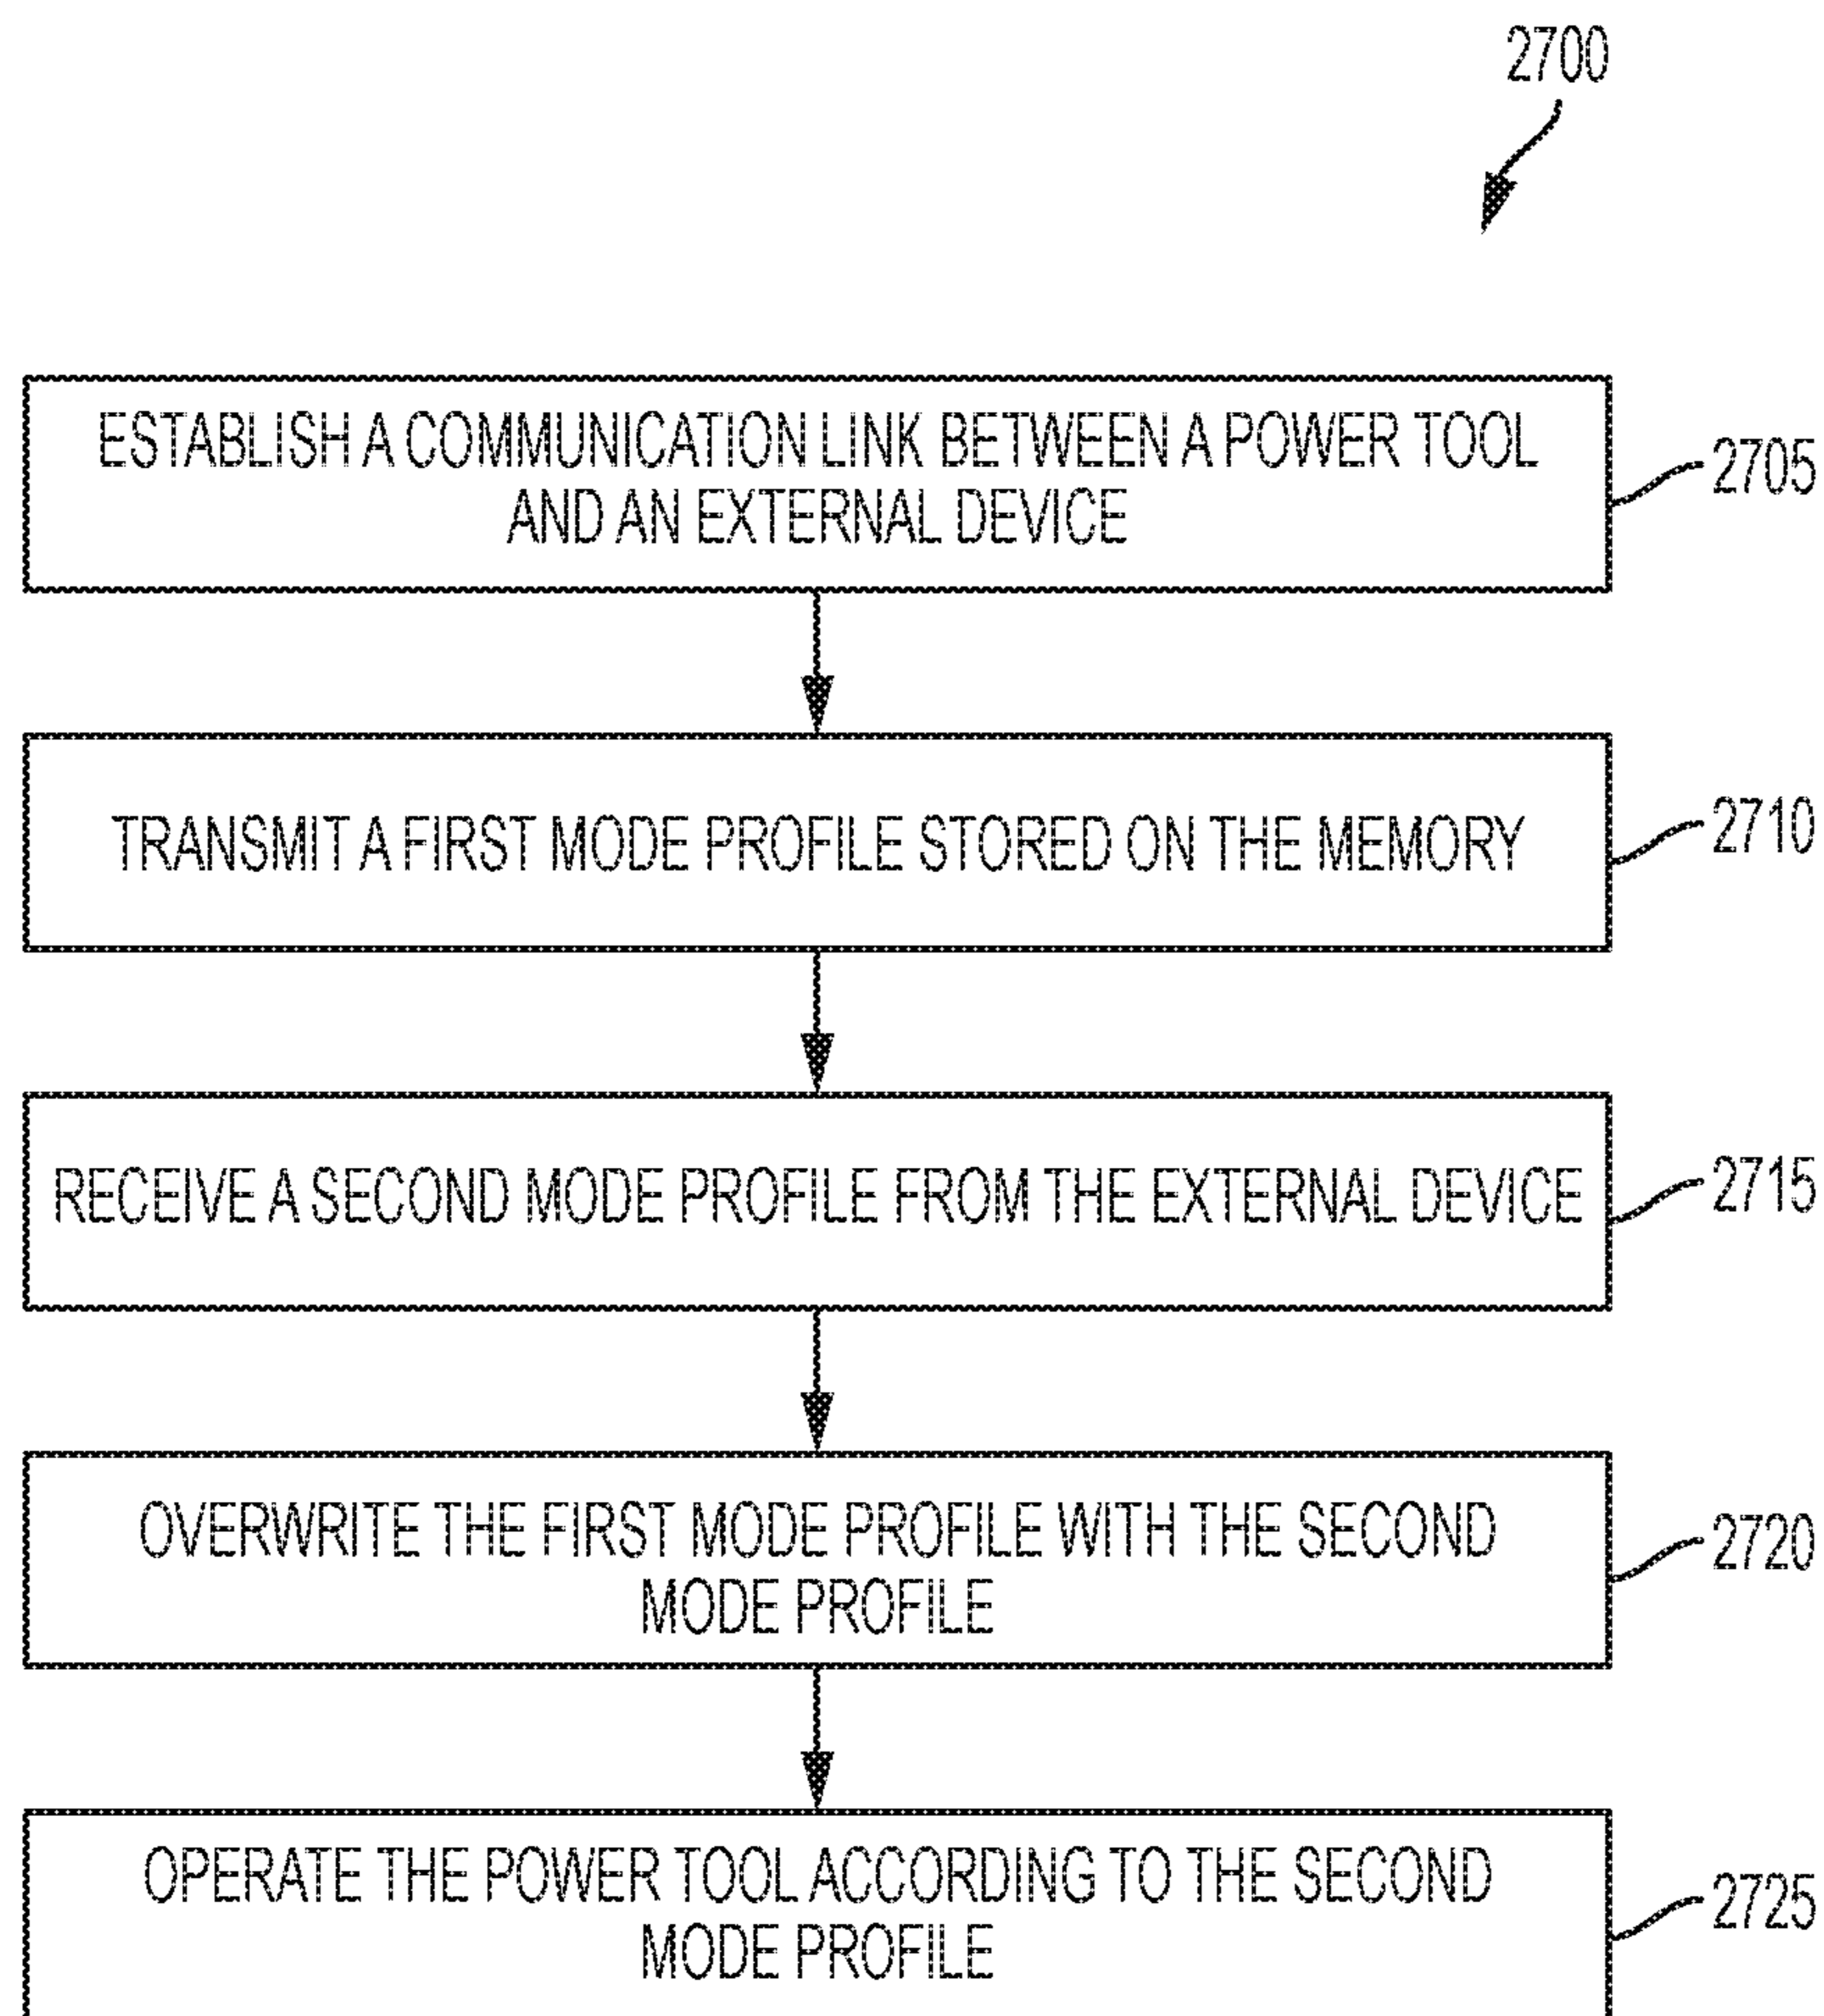 2700
ESTABLISH A COMMUNICATION LINK BETWEEN A POWER TOOL
AND AN EXTERNAL DEVICE
2705
TRANSMIT A FIRST MODE PROFILE STORED ON THE MEMORY
2710
RECEIVE A SECOND MODE PROFILE FROM THE EXTERNAL DEVICE
2715
OVERWRITE THE FIRST MODE PROFILE WITH THE SECOND
MODE PROFILE
2720
OPERATE THE POWER TOOL ACCORDING TO THE SECOND
MODE PROFILE
2725